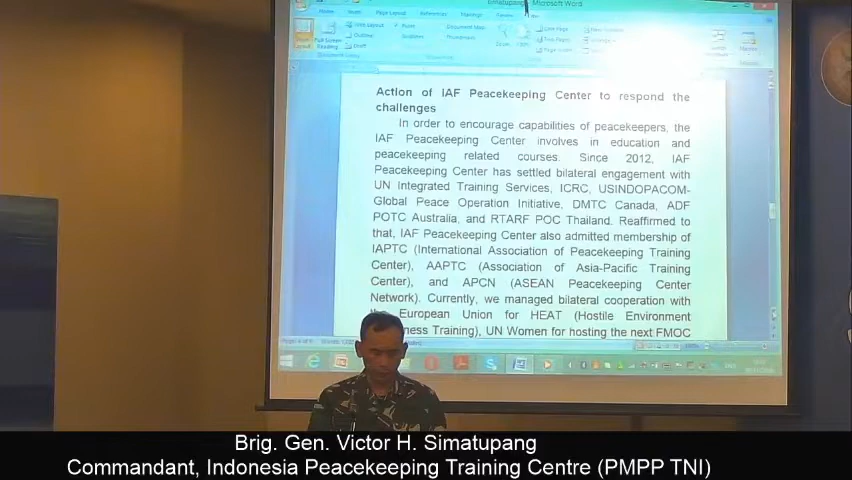 Microsoft Word
Home Insert Page Layout References Mailings
Action of IAF Peacekeeping Center to respond the
challenges
In order to encourage capabilities of peacekeepers, the
IAF Peacekeeping Center involves in education and
peacekeeping related courses. Since 2012, IAF
Peacekeeping Center has settled bilateral engagement with
UN Integrated Training Services, ICRC, USINDOPACOM-
Global Peace Operation Initiative, DMTC Canada, ADF
POTC Australia, and RTARF POC Thailand. Reaffirmed to
that, IAF Peacekeeping Center also admitted membership of
IAPTC (International Association of Peacekeeping Training
Center), AAPTC (Association of Asia-Pacific Training
Center), and APCN (ASEAN Peacekeeping Center
Network). Currently, we managed bilateral cooperation with
European Union for HEAT (Hostile Environment
Training), UN Women for hosting the next FMOC
Brig. Gen. Victor H. Simatupang
Commandant, Indonesia Peacekeeping Training Centre (PMPP TNI)